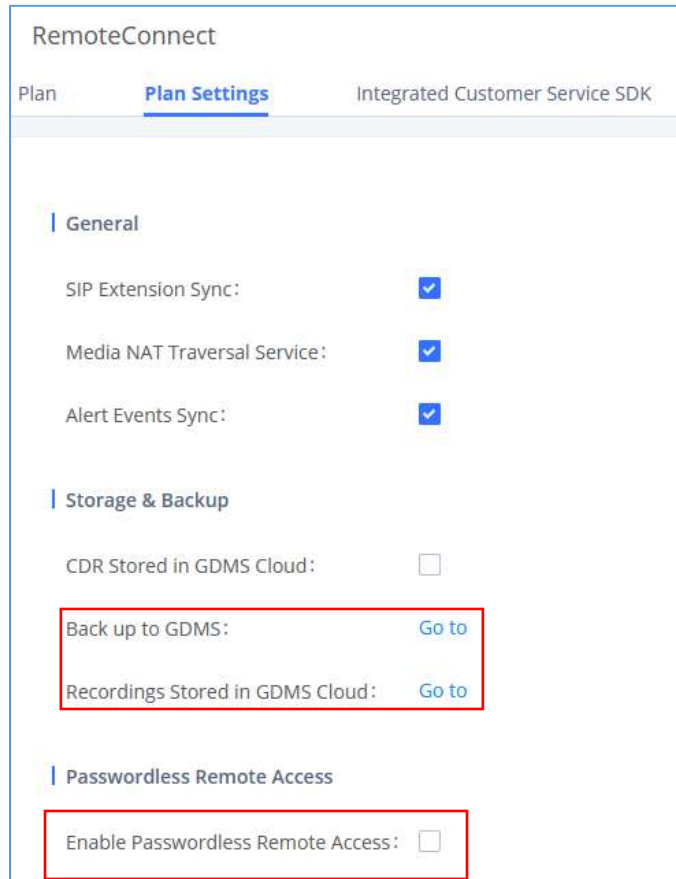 RemoteConnect
Plan Plan Settings Integrated Customer Service SDK
General
SIP Extension Sync:
Media NAT Traversal Service:
Alert Events Sync:
Storage & Backup
CDR Stored in GDMS Cloud:
Back up to GDMS: Go to
Recordings Stored in GDMS Cloud: Go to
Passwordless Remote Access
Enable Passwordless Remote Access: